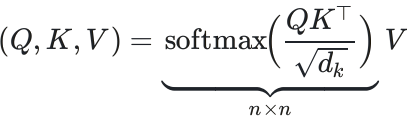 (Q, K, V) = softmax(QK⊤/√dₖ) V
n×n